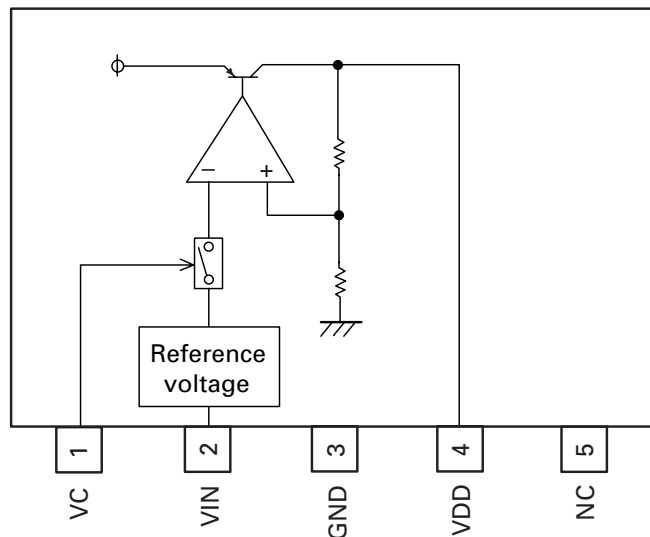 − +
Reference
voltage
1 2 3 4 5
VC VIN GND VDD NC